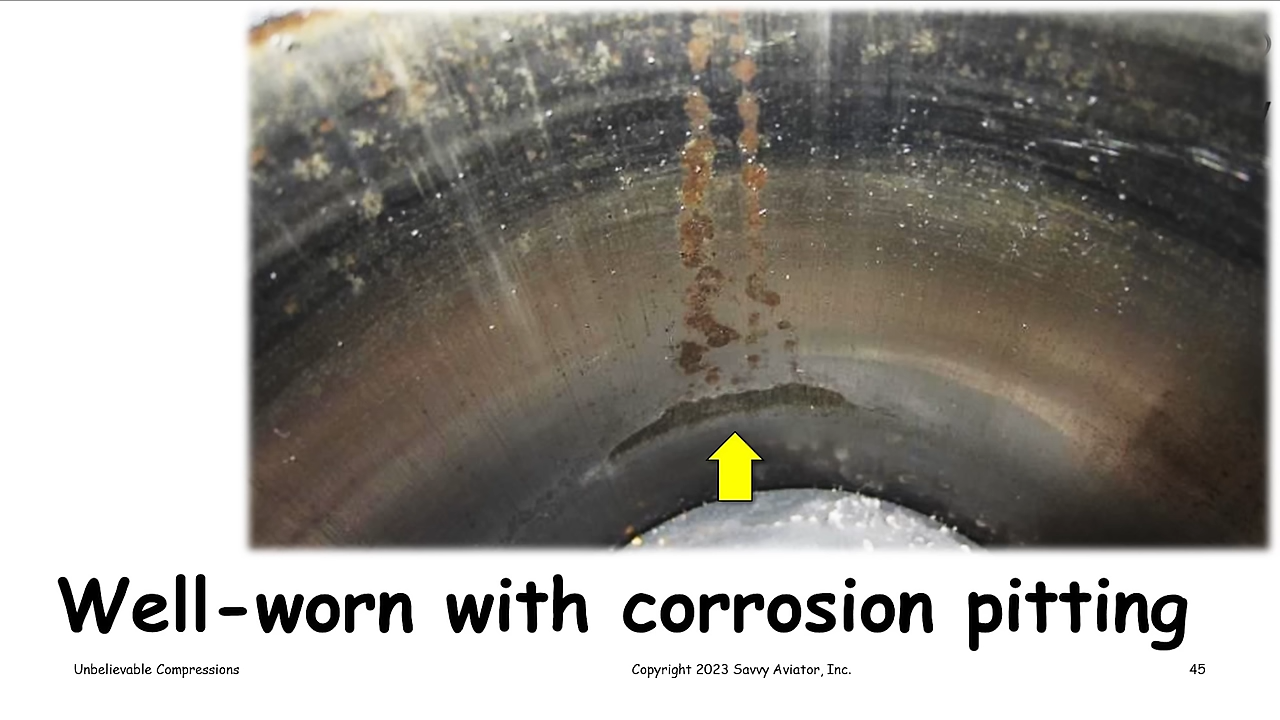 Well-worn with corrosion pitting
Unbelievable Compressions
Copyright 2023 Savvy Aviator, Inc.
45